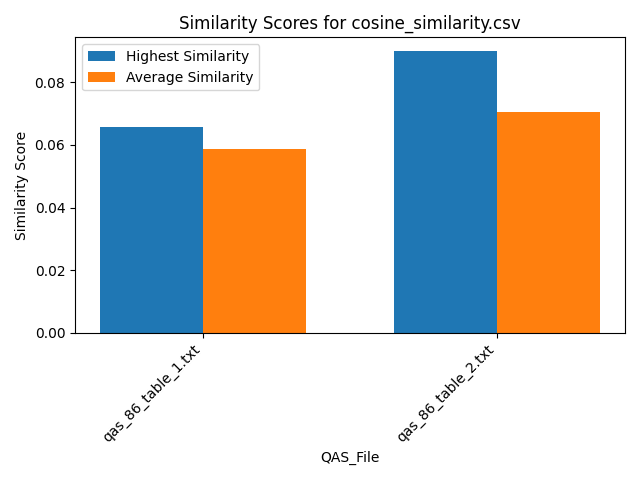 Similarity Scores for cosine_similarity.csv
Highest Similarity
Average Similarity
Similarity Score
0.08
0.06
0.04
0.02
0.00
qas_86_table_1.txt
qas_86_table_2.txt
QAS_File